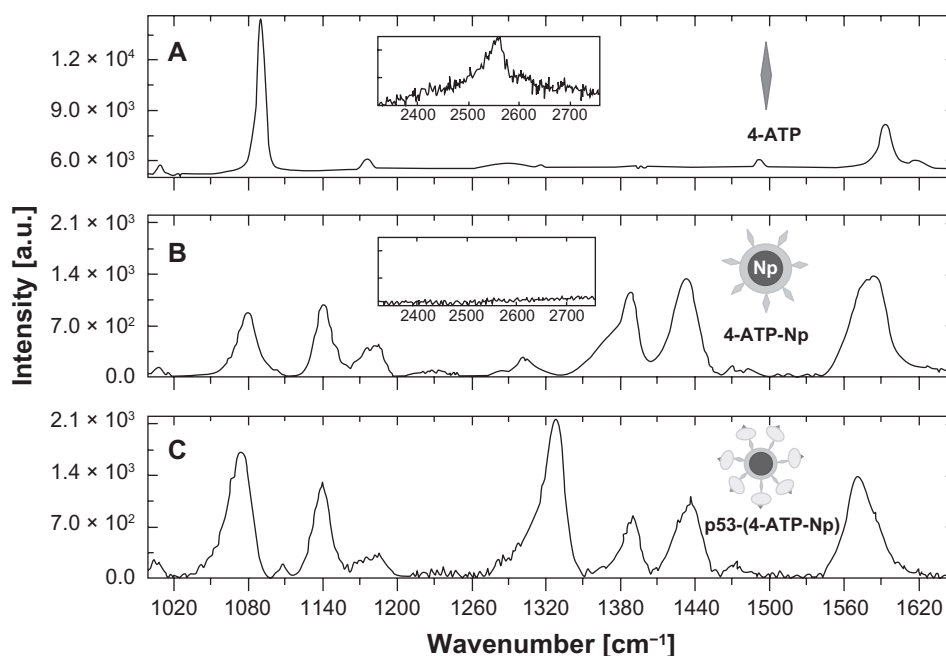 A
1.2 × 10⁴
9.0 × 10³
6.0 × 10³
2400 2500 2600 2700
4-ATP
Intensity [a.u.]
B
2.1 × 10³
1.4 × 10³
7.0 × 10²
0.0
2400 2500 2600 2700
Np
4-ATP-Np
C
2.1 × 10³
1.4 × 10³
7.0 × 10²
0.0
p53-(4-ATP-Np)
1020 1080 1140 1200 1260 1320 1380 1440 1500 1560 1620
Wavenumber [cm⁻¹]